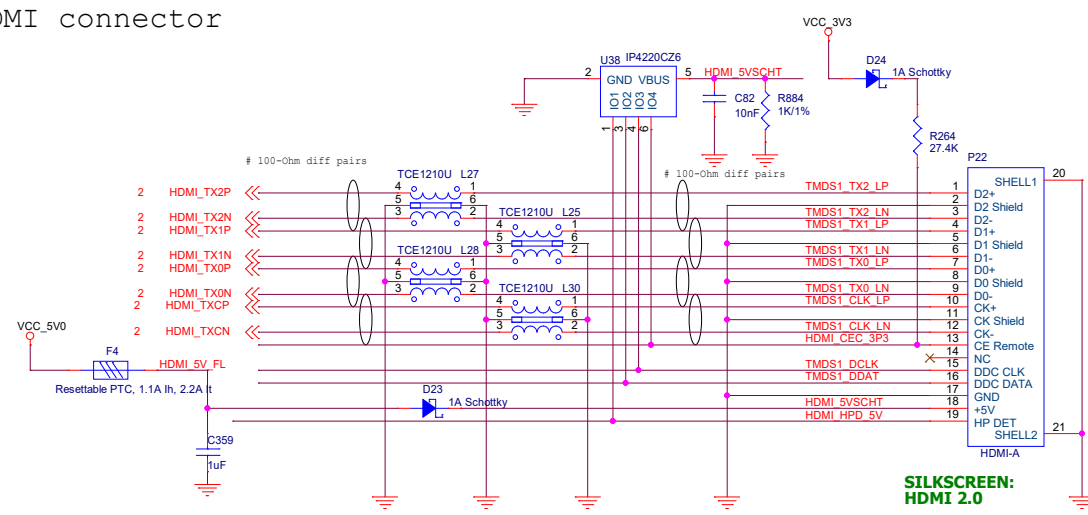 DMI connector
VCC_3V3
U38 IP4220CZ6
D24
1A Schottky
2 GND VBUS 5 HDMI_5VSCHT
IO1 IO2 IO3 IO4
1 3 4 6
C82
10nF
R884
1K/1%
R264
27.4K
# 100-Ohm diff pairs
# 100-Ohm diff pairs
P22
TCE1210U L27
4 1
5 6
3 2
TCE1210U L25
4 1
5 6
3 2
TCE1210U L28
4 1
5 6
3 2
TCE1210U L30
4 1
5 6
3 2
2 HDMI_TX2P
2 HDMI_TX2N
2 HDMI_TX1P
2 HDMI_TX1N
2 HDMI_TX0P
2 HDMI_TX0N
2 HDMI_TXCP
2 HDMI_TXCN
SHELL1 20
TMDS1_TX2_LP 1 D2+
2 D2 Shield
TMDS1_TX2_LN 3 D2-
TMDS1_TX1_LP 4 D1+
5 D1 Shield
TMDS1_TX1_LN 6 D1-
TMDS1_TX0_LP 7 D0+
8 D0 Shield
TMDS1_TX0_LN 9 D0-
TMDS1_CLK_LP 10 CK+
11 CK Shield
TMDS1_CLK_LN 12 CK-
HDMI_CEC_3P3 13 CE Remote
14 NC
TMDS1_DCLK 15 DDC CLK
TMDS1_DDAT 16 DDC DATA
17 GND
HDMI_5VSCHT 18 +5V
HDMI_HPD_5V 19 HP DET
SHELL2 21
HDMI-A
VCC_5V0
F4
HDMI_5V_FL
Resettable PTC, 1.1A Ih, 2.2A It
D23
1A Schottky
C359
1uF
SILKSCREEN:
HDMI 2.0